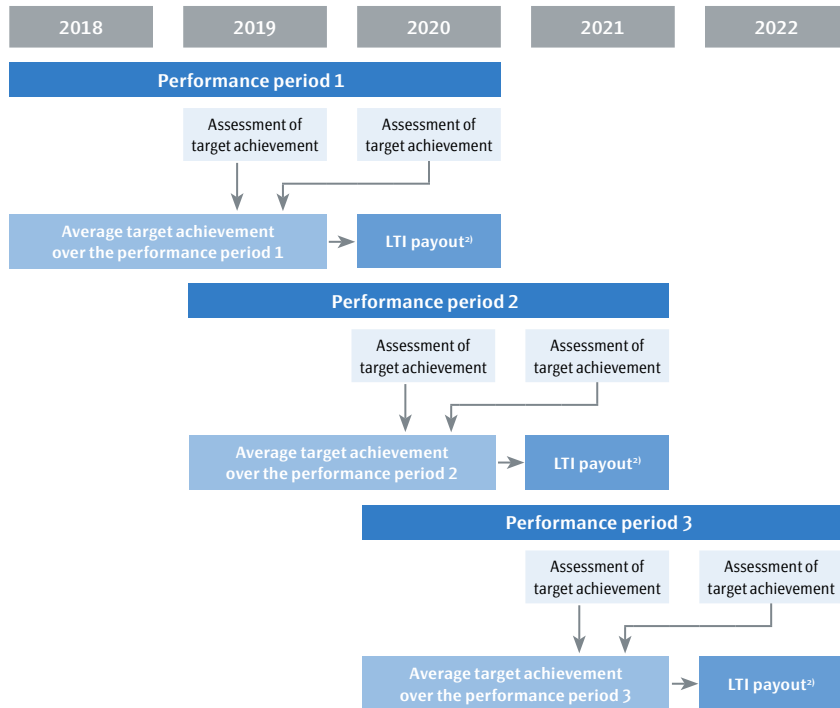 2018 2019 2020 2021 2022
Performance period 1
Assessment of Assessment of
target achievement target achievement
Average target achievement
over the performance period 1
LTI payout²⁾
Performance period 2
Assessment of Assessment of
target achievement target achievement
Average target achievement
over the performance period 2
LTI payout²⁾
Performance period 3
Assessment of Assessment of
target achievement target achievement
Average target achievement
over the performance period 3
LTI payout²⁾